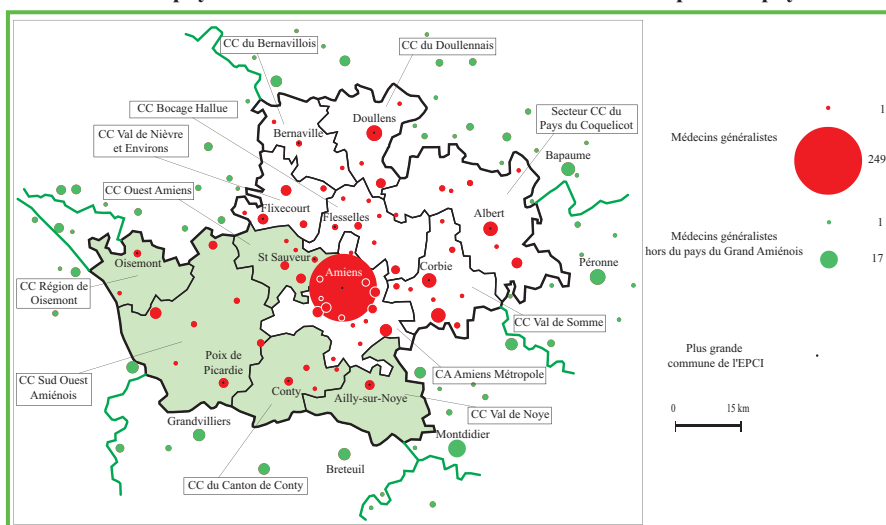 CC du Bernavillois
CC du Doullennais
CC Bocage Hallue
CC Val de Nièvre
et Environs
CC Ouest Amiens
Secteur CC du
Pays du Coquelicot
Doullens
Bernaville
Bapaume
Flixecourt
Flesselles
Albert
Oisemont
St Sauveur
Amiens
Corbie
Péronne
CC Région de
Oisemont
CC Val de Somme
CC Sud Ouest
Amiénois
Poix de
Picardie
Conty
Ailly-sur-Noye
CA Amiens Métropole
CC Val de Noye
Grandvilliers
Montdidier
Breteuil
CC du Canton de Conty
1
Médecins généralistes
249
1
Médecins généralistes
hors du pays du Grand Amiénois
17
Plus grande
commune de l'EPCI
0 15 km